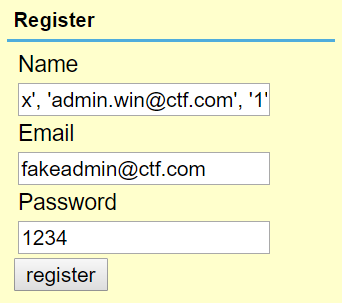 Register
Name
x', 'admin.win@ctf.com', '1'
Email
fakeadmin@ctf.com
Password
1234
register